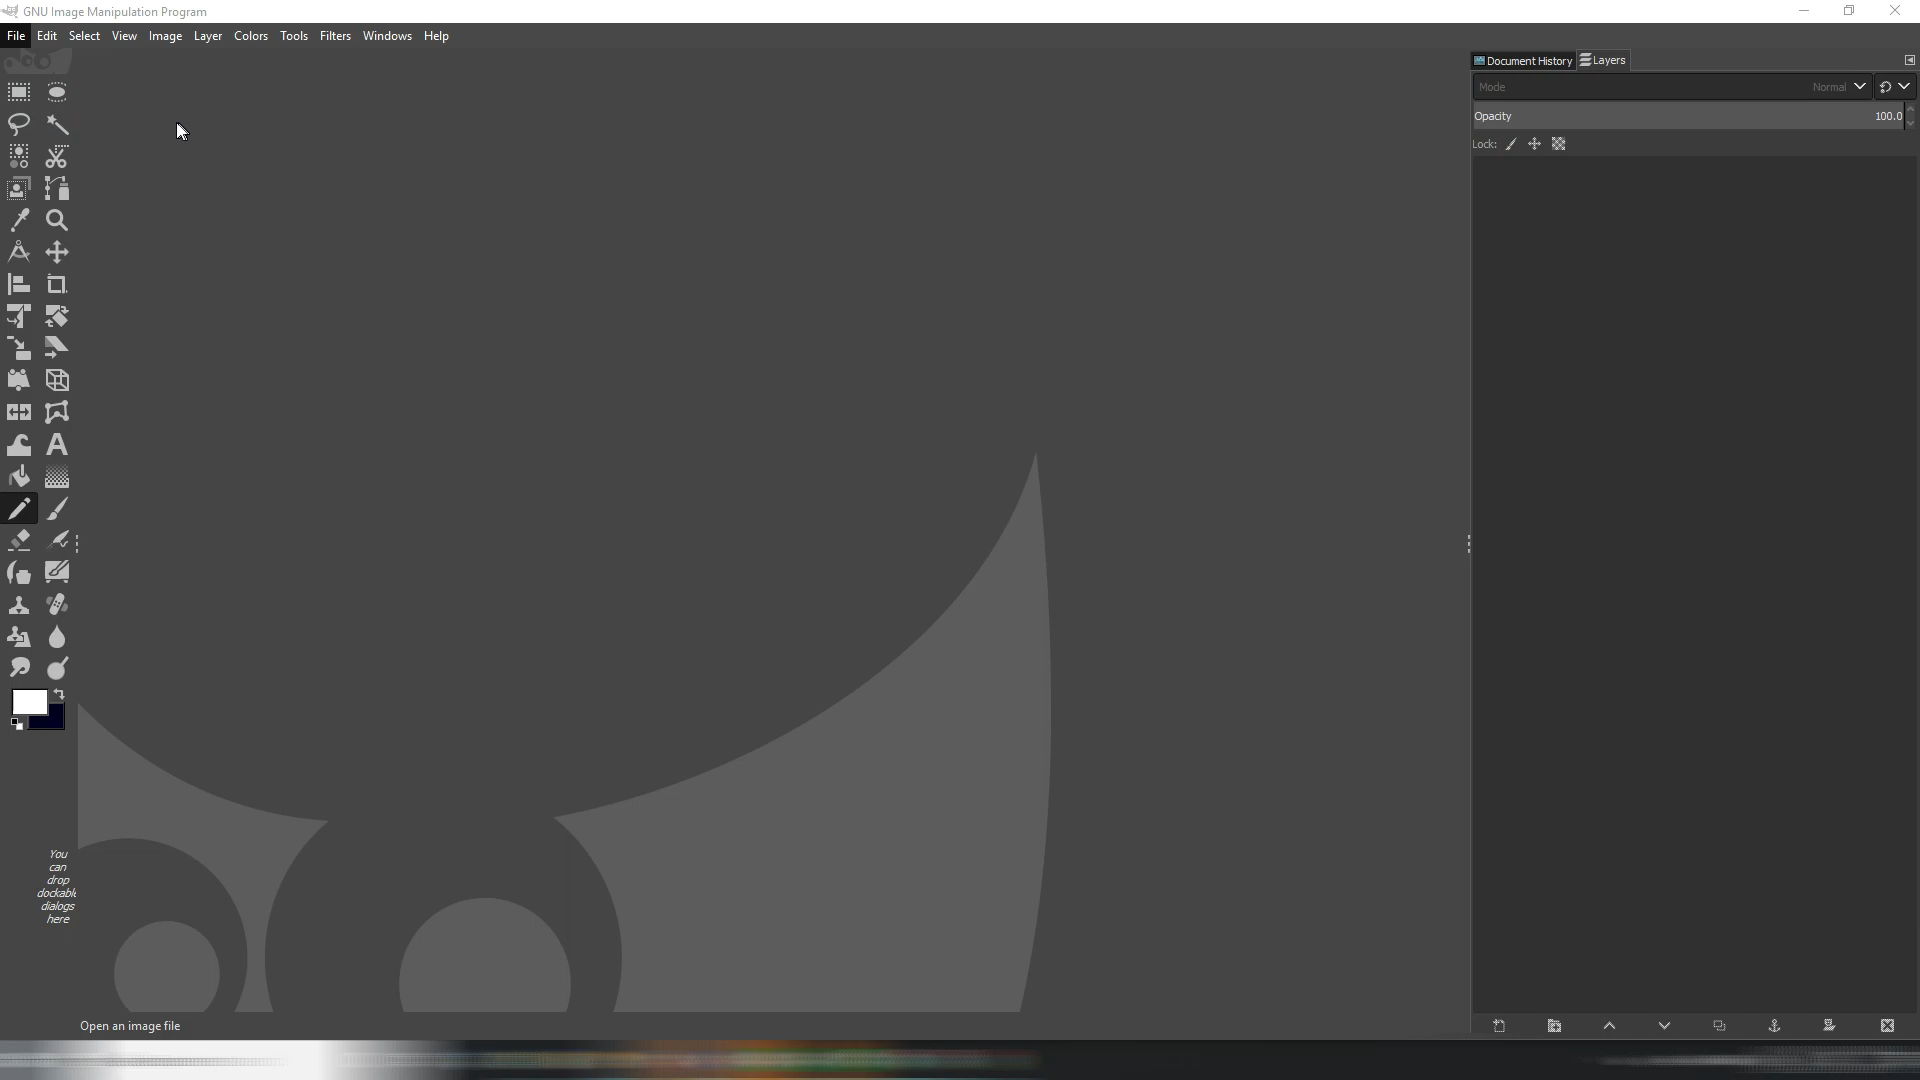 GNU Image Manipulation Program
File Edit Select View Image Layer Colors Tools Filters Windows Help
Document History Layers
Mode Normal
Opacity 100.0
Lock:
You
can
drop
dockable
dialogs
here
Open an image file